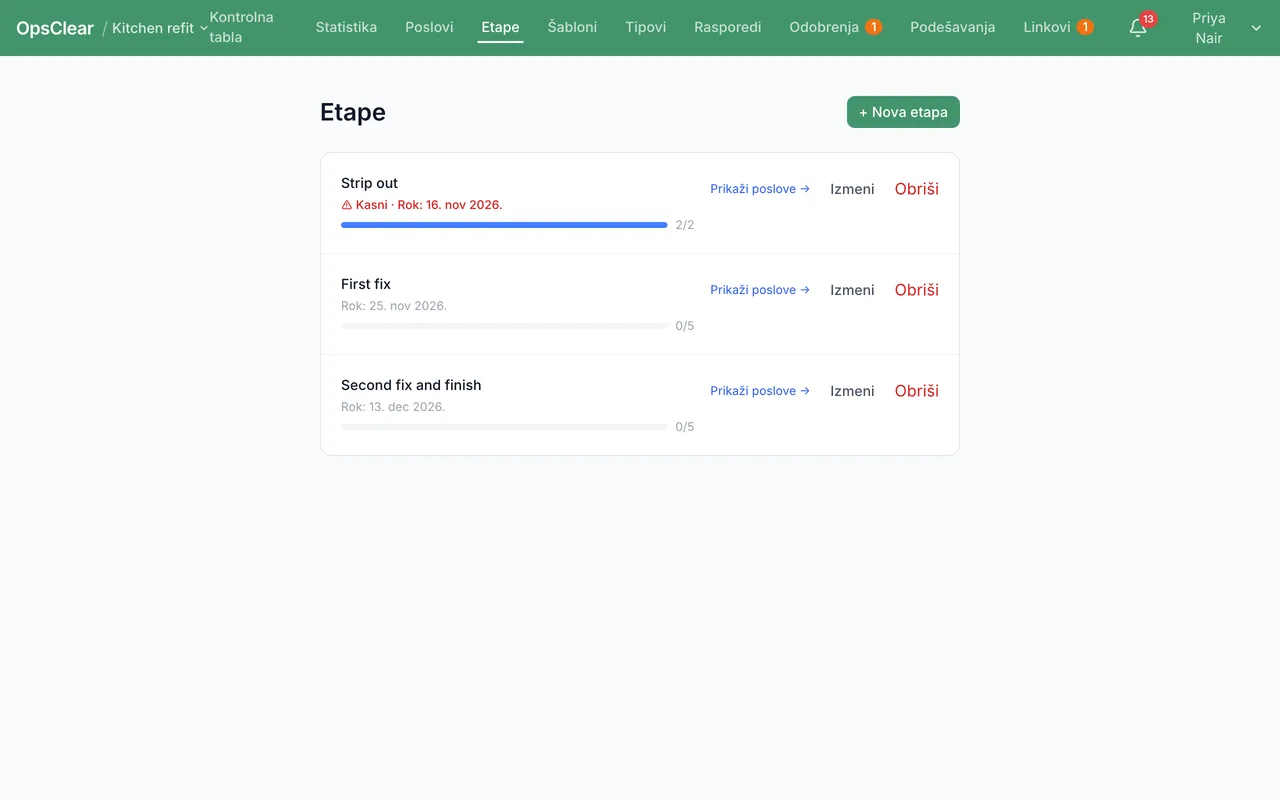 OpsClear / Kitchen refit
Kontrolna
tabla
Statistika
Poslovi
Etape
Šabloni
Tipovi
Rasporedi
Odobrenja 1
Podešavanja
Linkovi 1
13
Priya
Nair
Etape
+ Nova etapa
Strip out
Kasni · Rok: 16. nov 2026.
2/2
Prikaži poslove →
Izmeni
Obriši
First fix
Rok: 25. nov 2026.
0/5
Prikaži poslove →
Izmeni
Obriši
Second fix and finish
Rok: 13. dec 2026.
0/5
Prikaži poslove →
Izmeni
Obriši